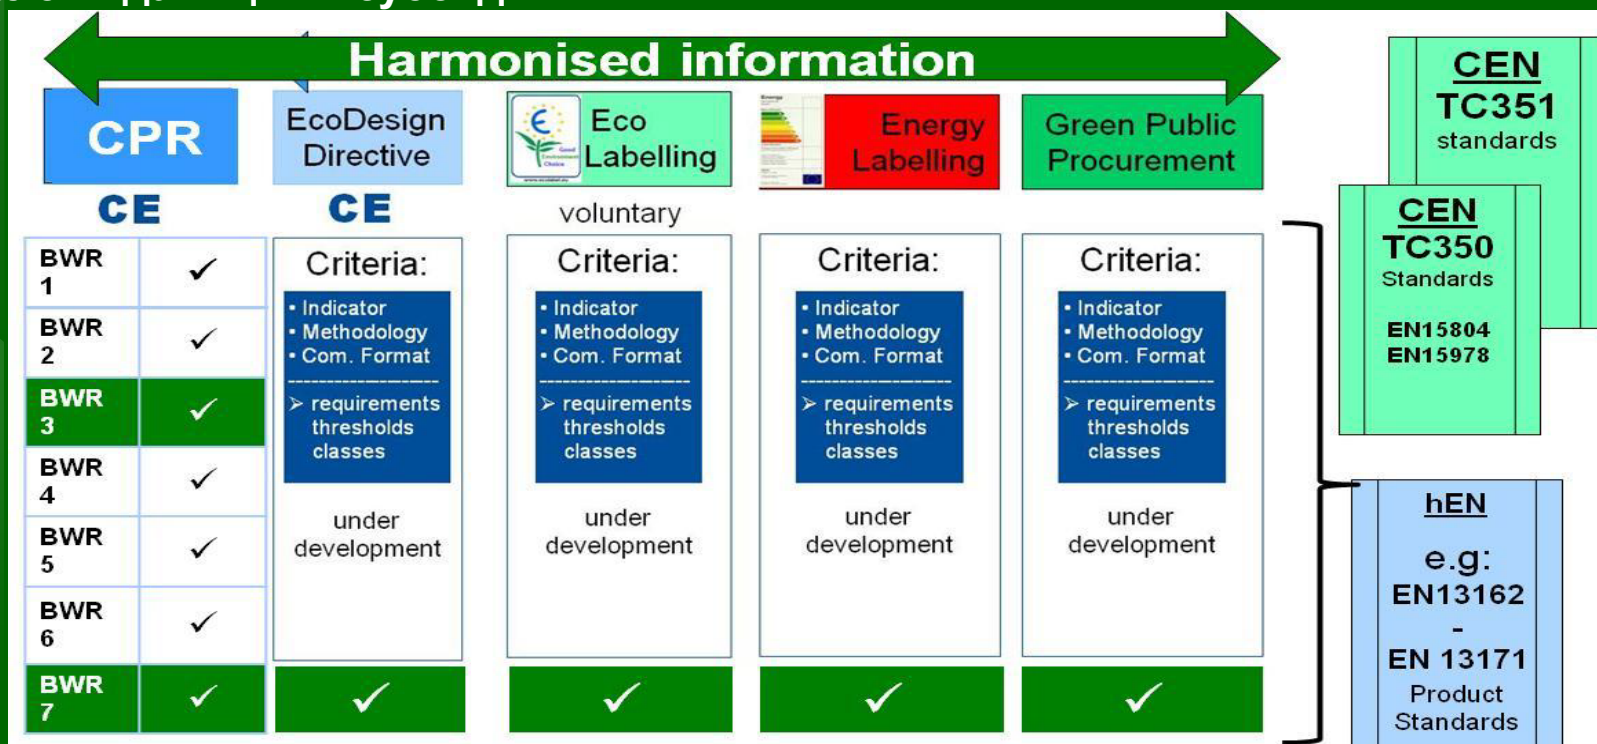 Harmonised information
CPR
CE
EcoDesign
Directive
CE
Eco
Labelling
voluntary
Energy
Labelling
Green Public
Procurement
BWR
1
✓
BWR
2
✓
BWR
3
✓
BWR
4
✓
BWR
5
✓
BWR
6
✓
BWR
7
✓
Criteria:
• Indicator
• Methodology
• Com. Format
--------------------
➢ requirements
thresholds
classes
under
development
✓
Criteria:
• Indicator
• Methodology
• Com. Format
--------------------
➢ requirements
thresholds
classes
under
development
✓
Criteria:
• Indicator
• Methodology
• Com. Format
--------------------
➢ requirements
thresholds
classes
under
development
✓
Criteria:
• Indicator
• Methodology
• Com. Format
--------------------
➢ requirements
thresholds
classes
under
development
✓
CEN
TC351
standards
CEN
TC350
Standards
EN15804
EN15978
hEN
e.g:
EN13162
-
EN 13171
Product
Standards